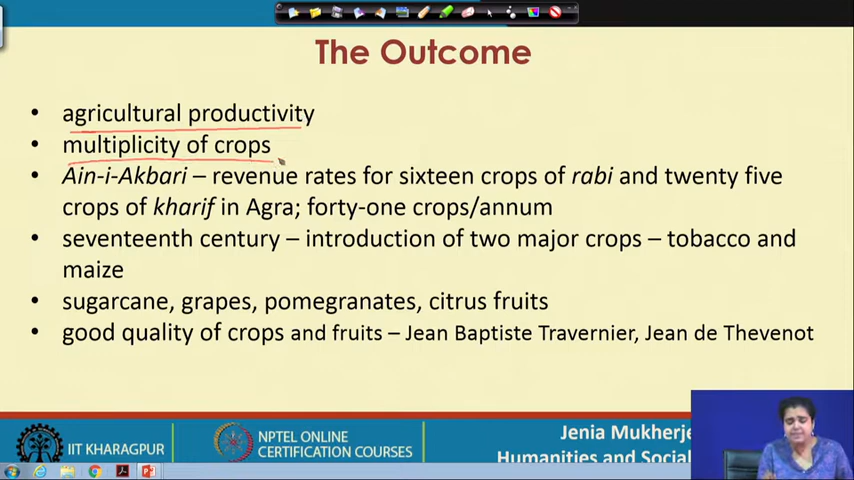 The Outcome
• agricultural productivity
• multiplicity of crops
• Ain-i-Akbari – revenue rates for sixteen crops of rabi and twenty five
crops of kharif in Agra; forty-one crops/annum
• seventeenth century – introduction of two major crops – tobacco and
maize
• sugarcane, grapes, pomegranates, citrus fruits
• good quality of crops and fruits – Jean Baptiste Travernier, Jean de Thevenot
IIT KHARAGPUR
NPTEL ONLINE
CERTIFICATION COURSES
Jenia Mukherje
Humanities and Social